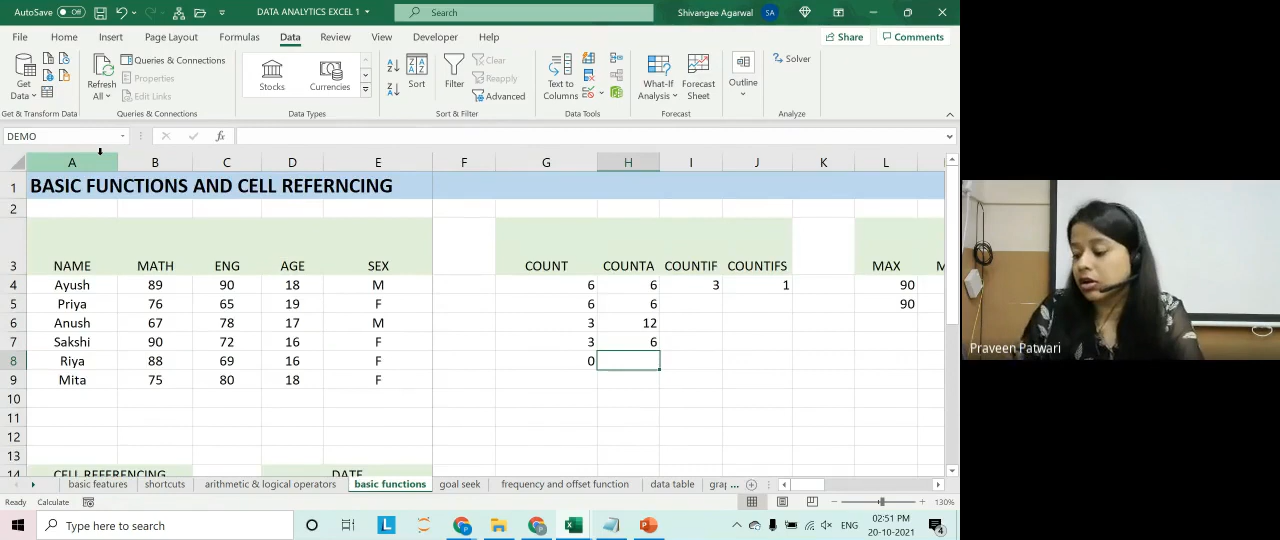 AutoSave Off DATA ANALYTICS EXCEL 1 Search Shivangee Agarwal SA
File Home Insert Page Layout Formulas Data Review View Developer Help Share Comments
Get Data Refresh All Queries & Connections Properties Edit Links Stocks Currencies Sort Filter Clear Reapply Advanced Text to Columns What-If Analysis Forecast Sheet Outline Solver
Get & Transform Data Queries & Connections Data Types Sort & Filter Data Tools Forecast Analyze
DEMO fx
A B C D E F G H I J K L
1 BASIC FUNCTIONS AND CELL REFERNCING
2
3 NAME MATH ENG AGE SEX COUNT COUNTA COUNTIF COUNTIFS MAX M
4 Ayush 89 90 18 M 6 6 3 1 90
5 Priya 76 65 19 F 6 6 90
6 Anush 67 78 17 M 3 12
7 Sakshi 90 72 16 F 3 6
8 Riya 88 69 16 F 0
9 Mita 75 80 18 F
10
11
12
13
14 CELL REFERENCING DATE
basic features shortcuts arithmetic & logical operators basic functions goal seek frequency and offset function data table grap ...
Ready Calculate 130%
Type here to search ENG 02:51 PM
20-10-2021 4
Praveen Patwari